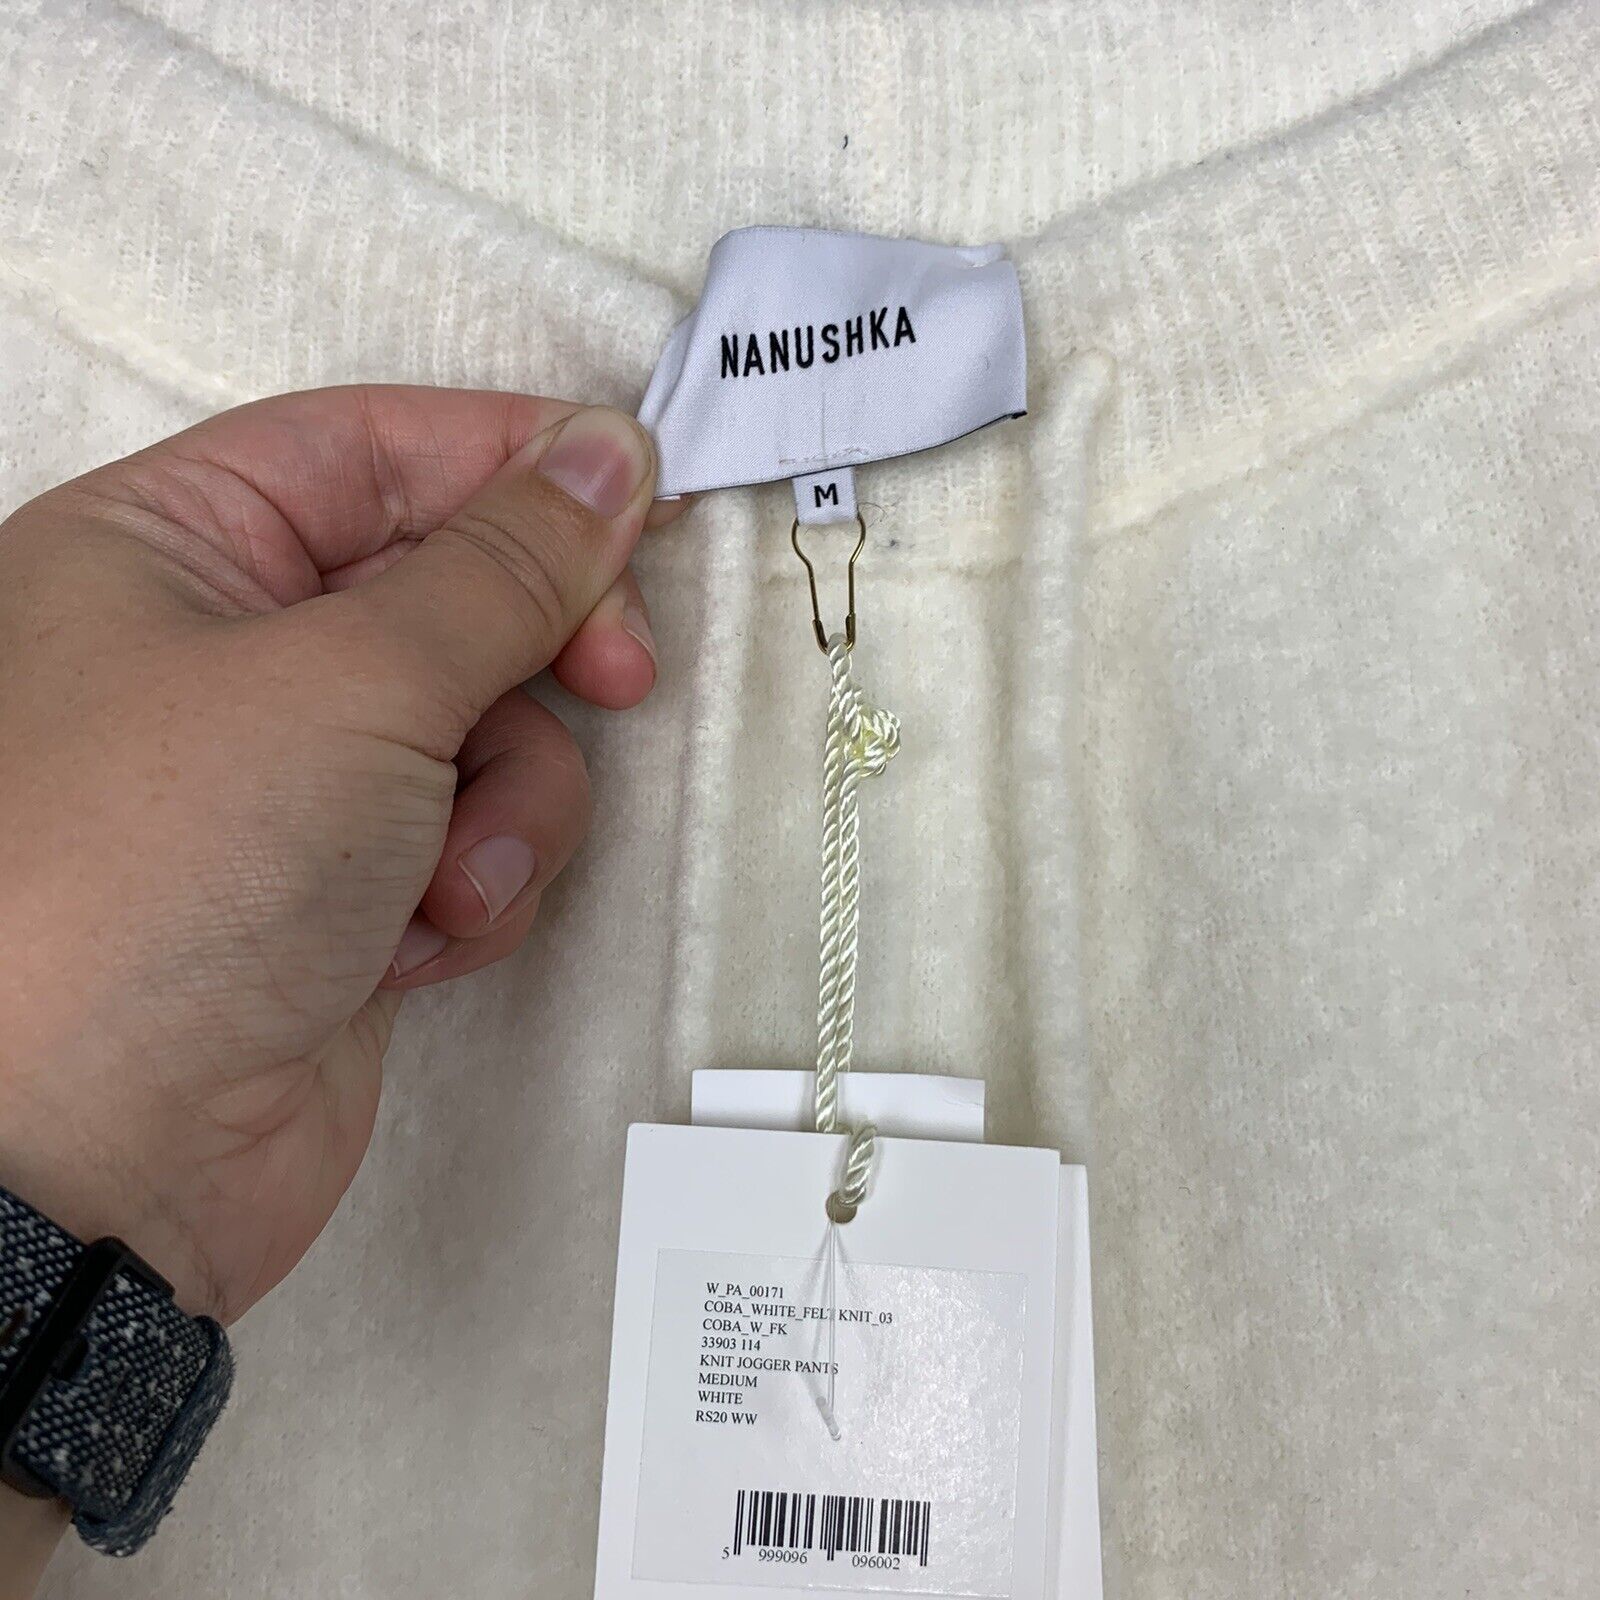 NANUSHKA
M
W_PA_00171
COBA_WHITE_FELT KNIT_03
COBA_W_FK
33903 114
KNIT JOGGER PANTS
MEDIUM
WHITE
RS20 WW
5 999096 096002